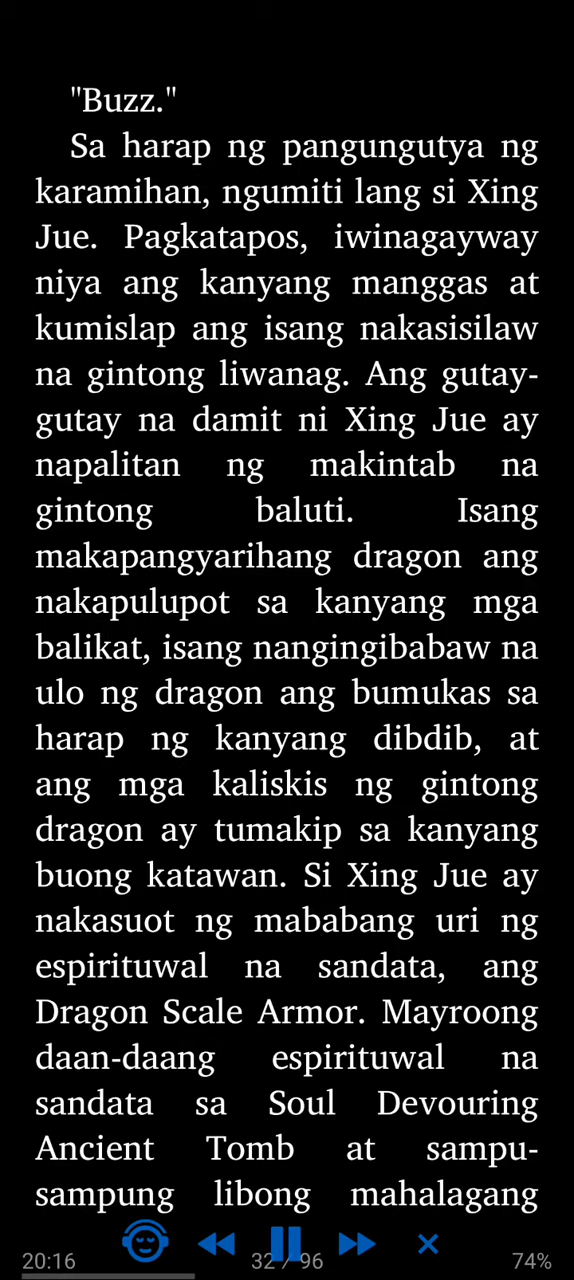 "Buzz."
Sa harap ng pangungutya ng
karamihan, ngumiti lang si Xing
Jue. Pagkatapos, iwinagayway
niya ang kanyang manggas at
kumislap ang isang nakasisilaw
na gintong liwanag. Ang gutay-
gutay na damit ni Xing Jue ay
napalitan ng makintab na
gintong baluti. Isang
makapangyarihang dragon ang
nakapulupot sa kanyang mga
balikat, isang nangingibabaw na
ulo ng dragon ang bumukas sa
harap ng kanyang dibdib, at
ang mga kaliskis ng gintong
dragon ay tumakip sa kanyang
buong katawan. Si Xing Jue ay
nakasuot ng mababang uri ng
espirituwal na sandata, ang
Dragon Scale Armor. Mayroong
daan-daang espirituwal na
sandata sa Soul Devouring
Ancient Tomb at sampu-
sampung libong mahalagang
20:16 32 / 96 74%